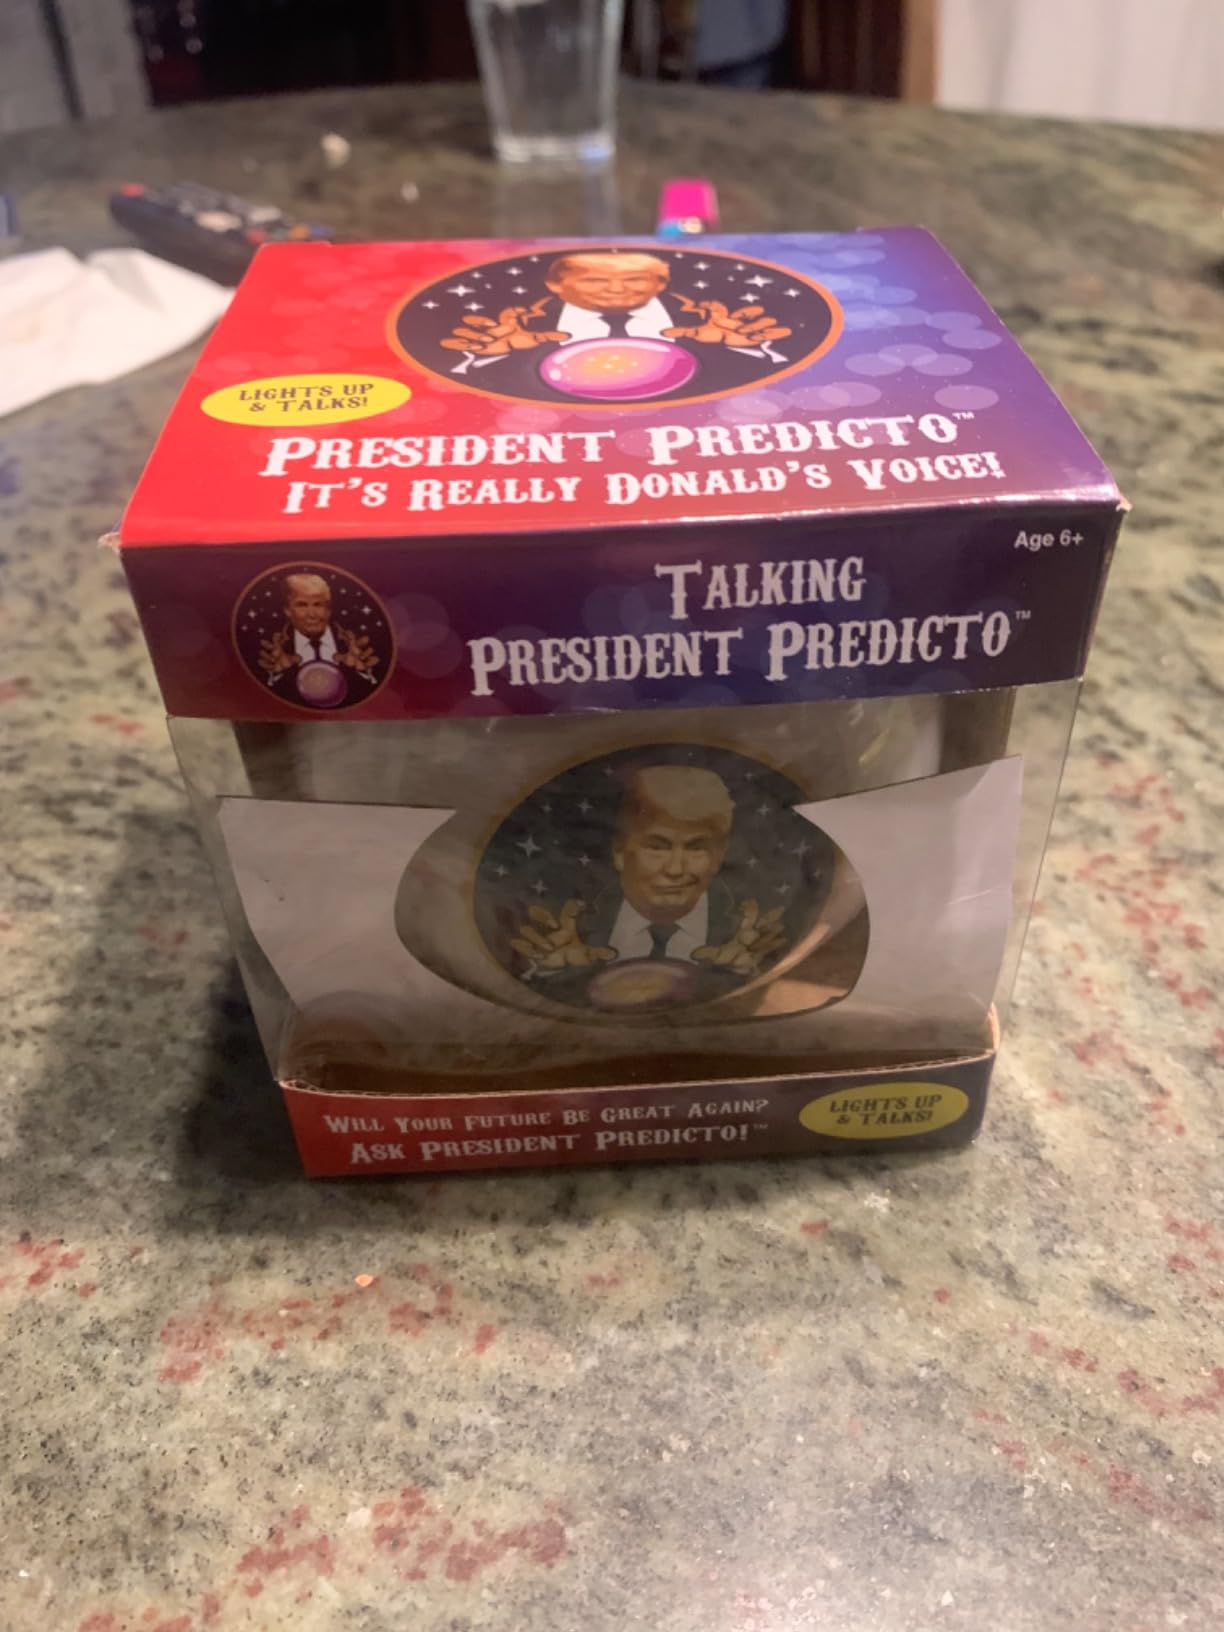 LIGHTS UP
& TALKS!
PRESIDENT PREDICTO™
IT'S REALLY DONALD'S VOICE!
Age 6+
TALKING
PRESIDENT PREDICTO™
WILL YOUR FUTURE BE GREAT AGAIN?
ASK PRESIDENT PREDICTO!™
LIGHTS UP
& TALKS!